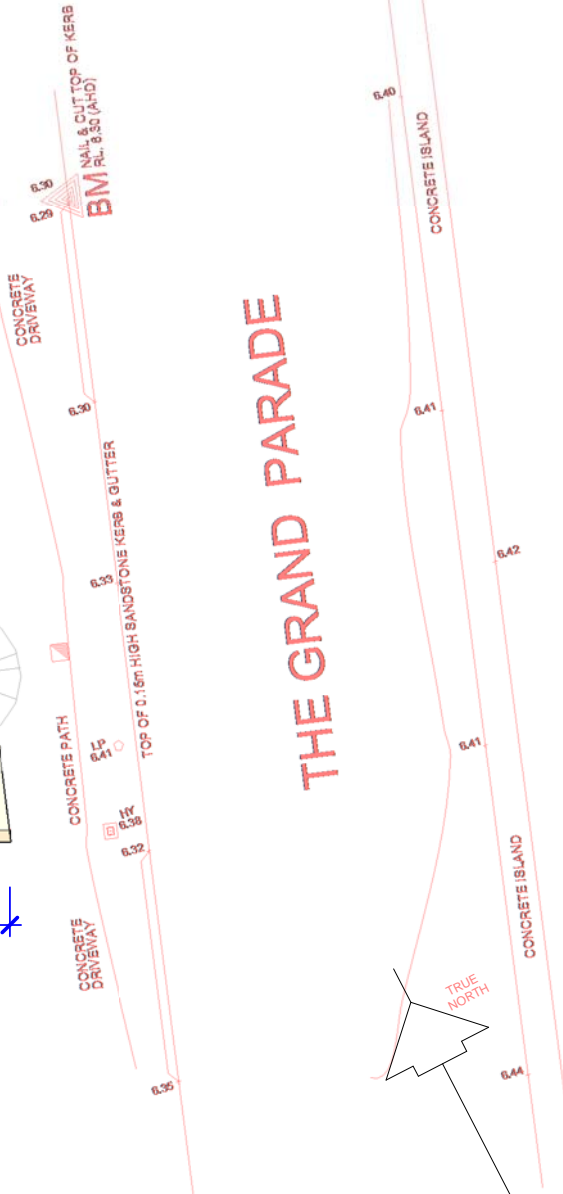 6.30
6.29
BM
NAIL & CUT TOP OF KERB
RL. 6.30 (AHD)
6.40
CONCRETE ISLAND
CONCRETE
DRIVEWAY
6.30
6.41
THE GRAND PARADE
TOP OF 0.15m HIGH SANDSTONE KERB & GUTTER
6.33
6.42
CONCRETE PATH
LP
6.41
6.41
HY
6.38
6.32
CONCRETE ISLAND
CONCRETE
DRIVEWAY
TRUE
NORTH
6.35
6.44